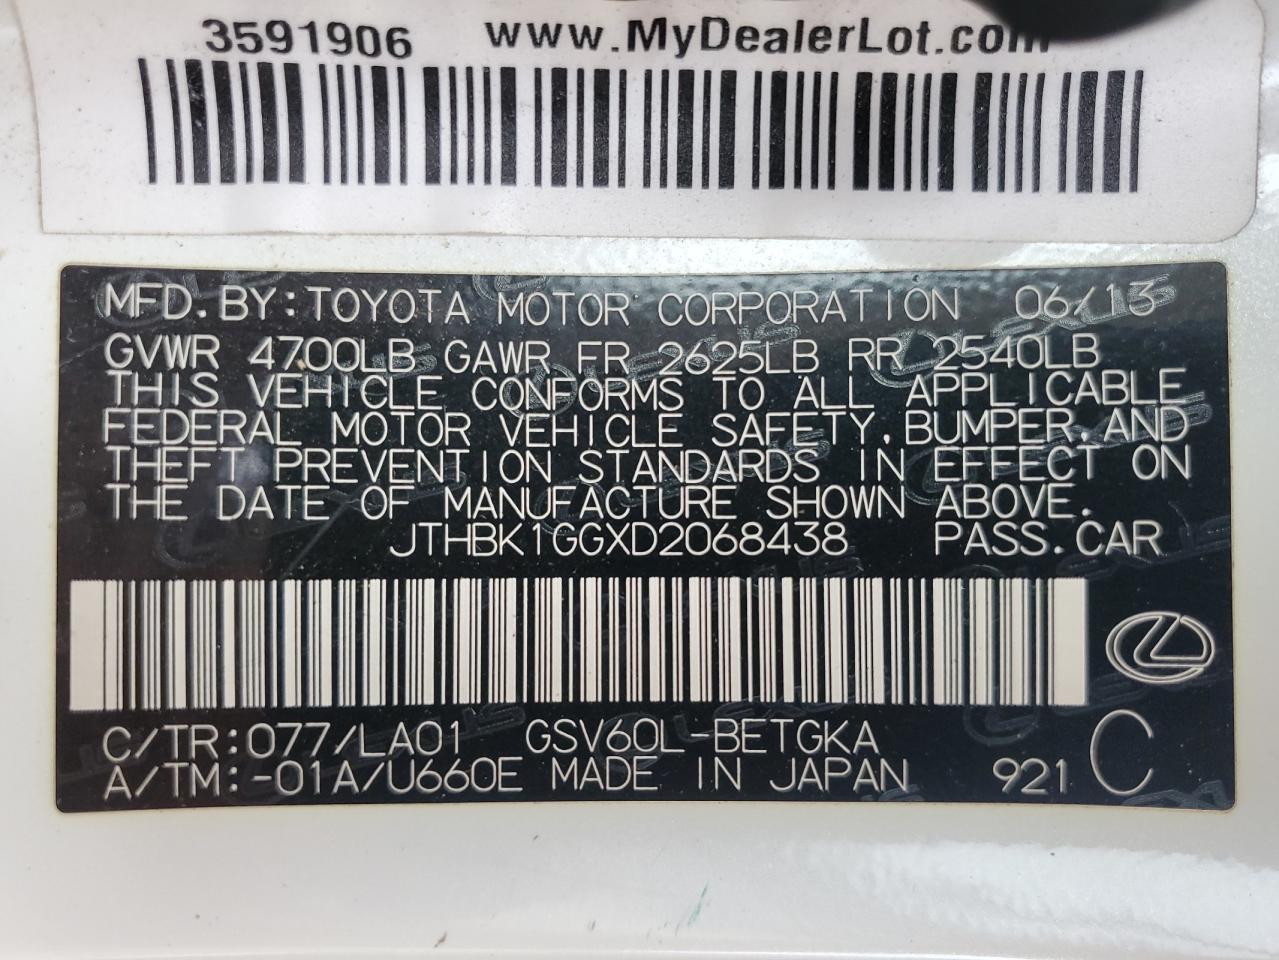 3591906 www.MyDealerLot.com
MFD. BY: TOYOTA MOTOR CORPORATION 06/13
GVWR 4700LB GAWR FR 2625LB RR 2540LB
THIS VEHICLE CONFORMS TO ALL APPLICABLE
FEDERAL MOTOR VEHICLE SAFETY, BUMPER, AND
THEFT PREVENTION STANDARDS IN EFFECT ON
THE DATE OF MANUFACTURE SHOWN ABOVE.
JTHBK1GGXD2068438 PASS. CAR
C/TR: 077/LA01 GSV60L-BETGKA C
A/TM: -01A/U660E MADE IN JAPAN 921